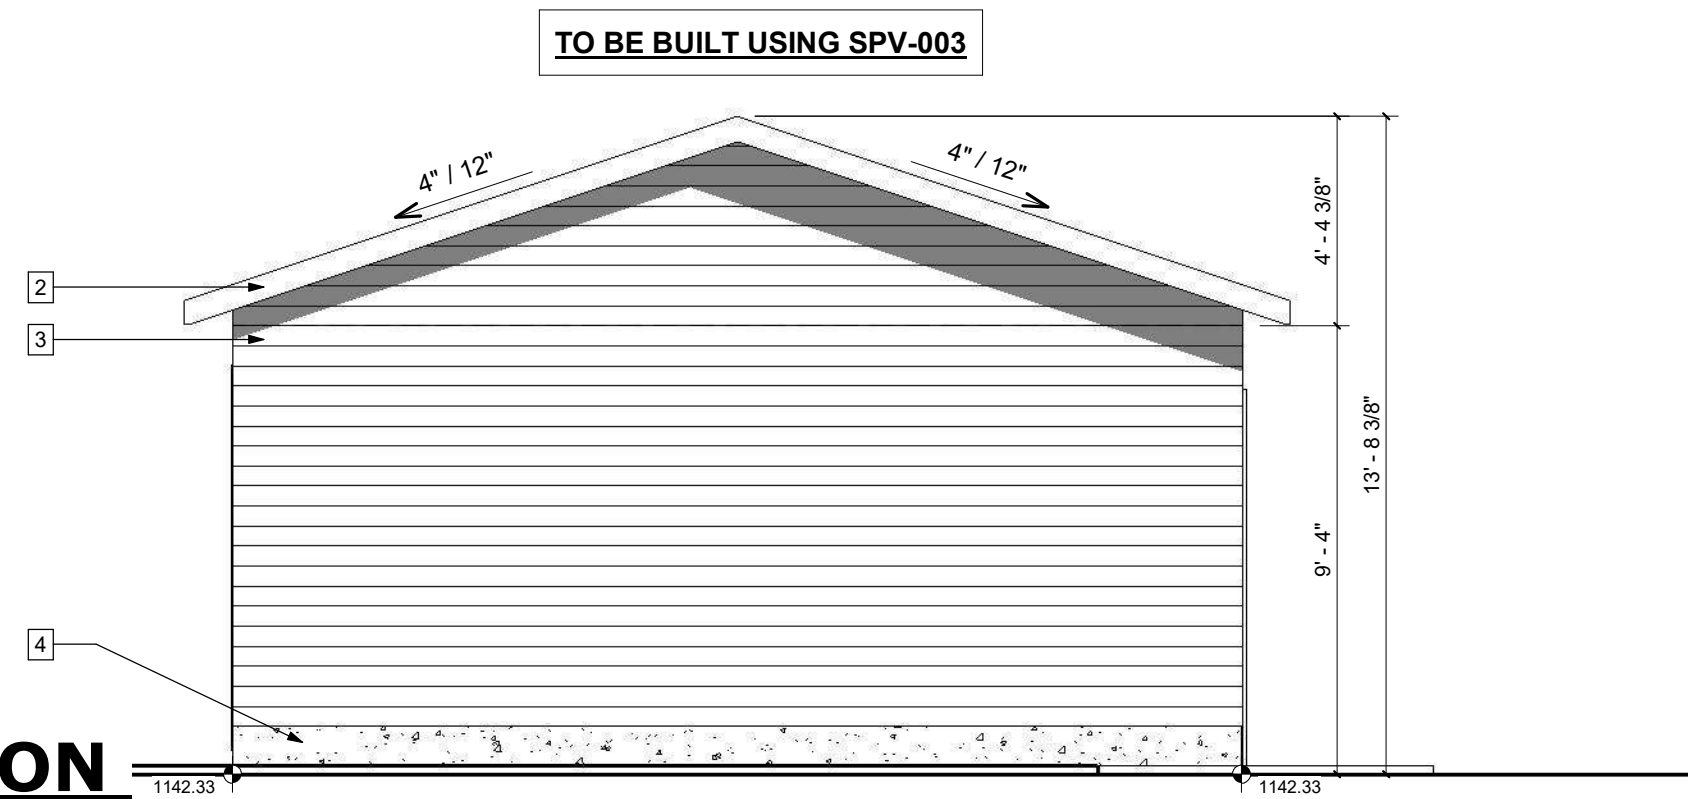 TO BE BUILT USING SPV-003
4" / 12"
4" / 12"
4' - 4 3/8"
2
3
13' - 8 3/8"
9' - 4"
4
ON
1142.33
1142.33